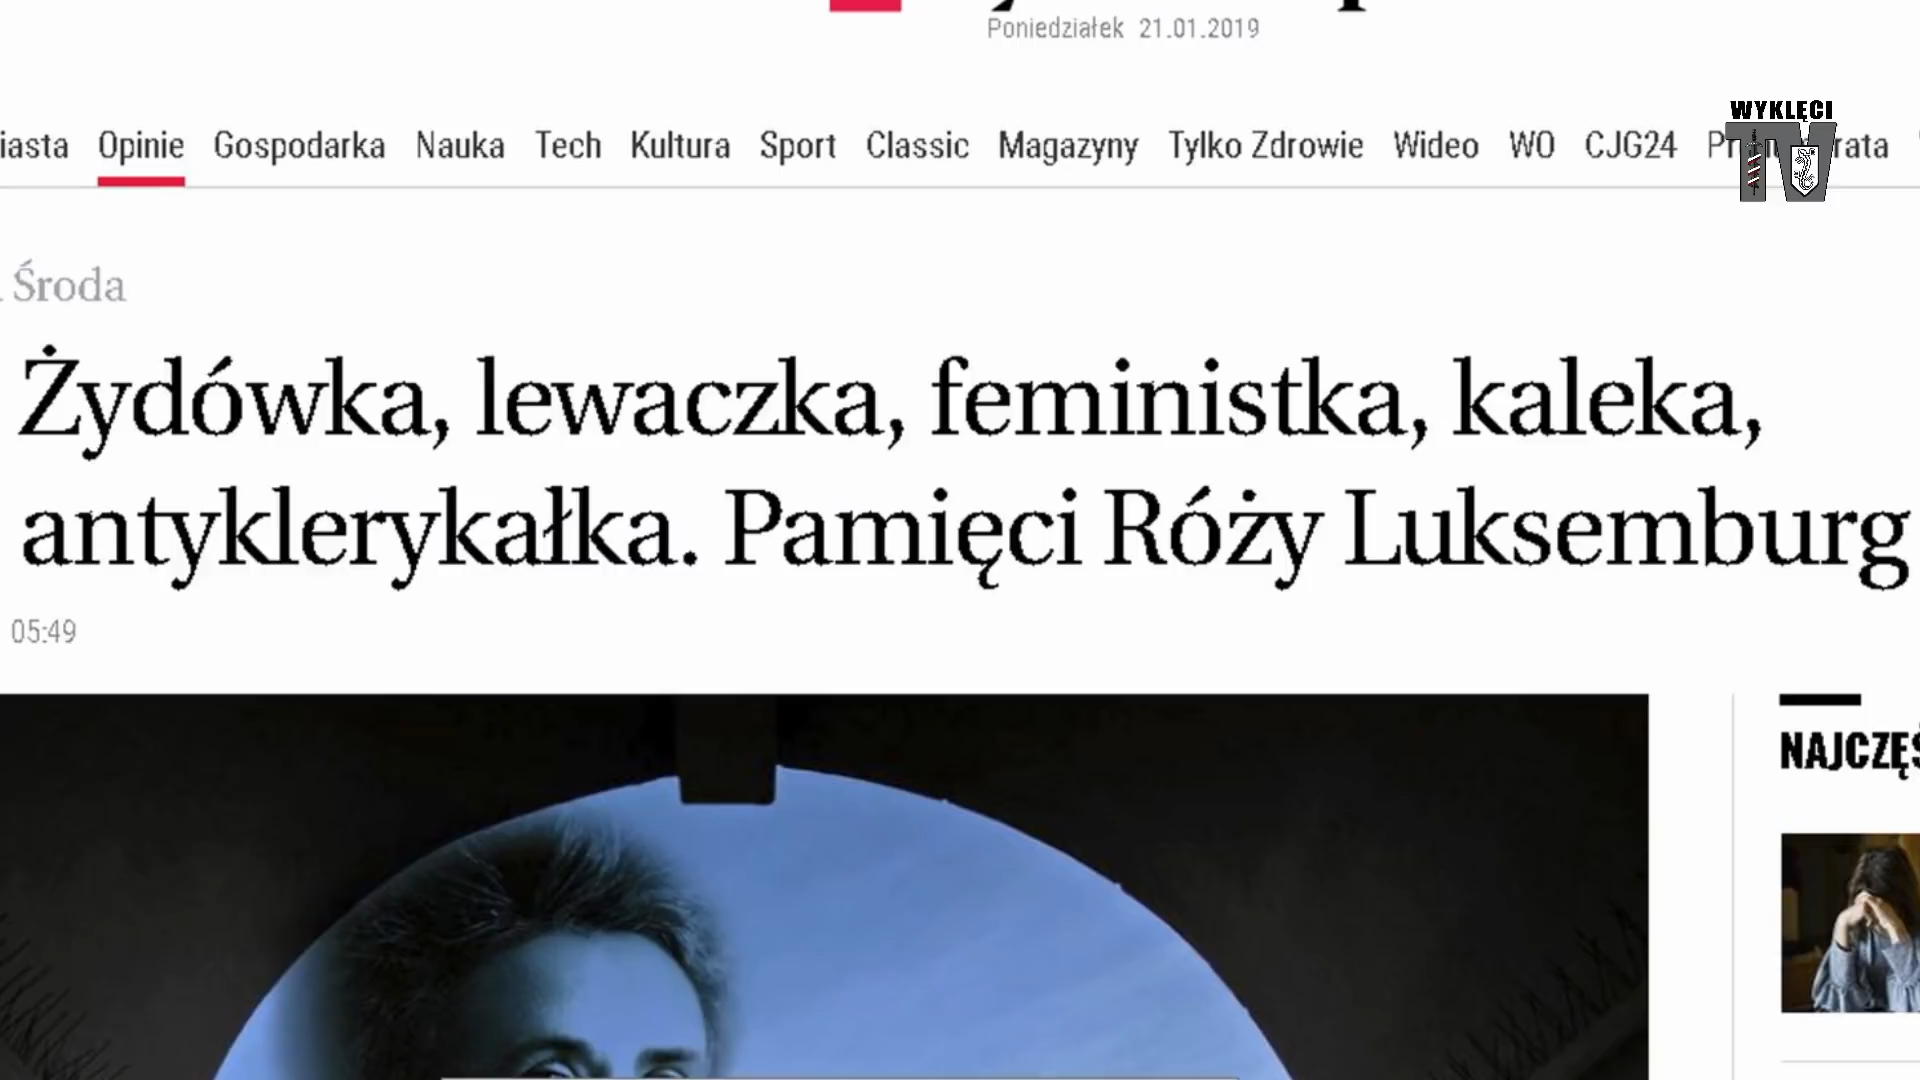 Poniedziałek 21.01.2019
WYKLĘCI
TV
iasta Opinie Gospodarka Nauka Tech Kultura Sport Classic Magazyny Tylko Zdrowie Wideo WO CJG24
Środa
Żydówka, lewaczka, feministka, kaleka,
antyklerykałka. Pamięci Róży Luksemburg
05:49
NAJCZĘŚ